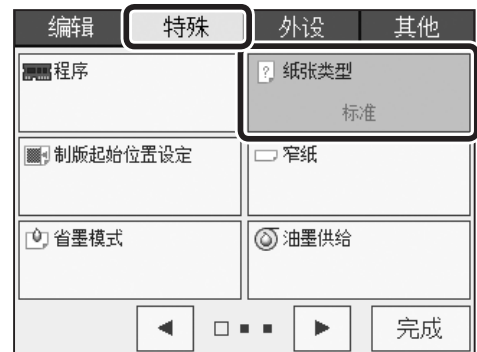 编辑 特殊 外设 其他
程序 纸张类型
标准
制版起始位置设定 窄纸
省墨模式 油墨供给
完成